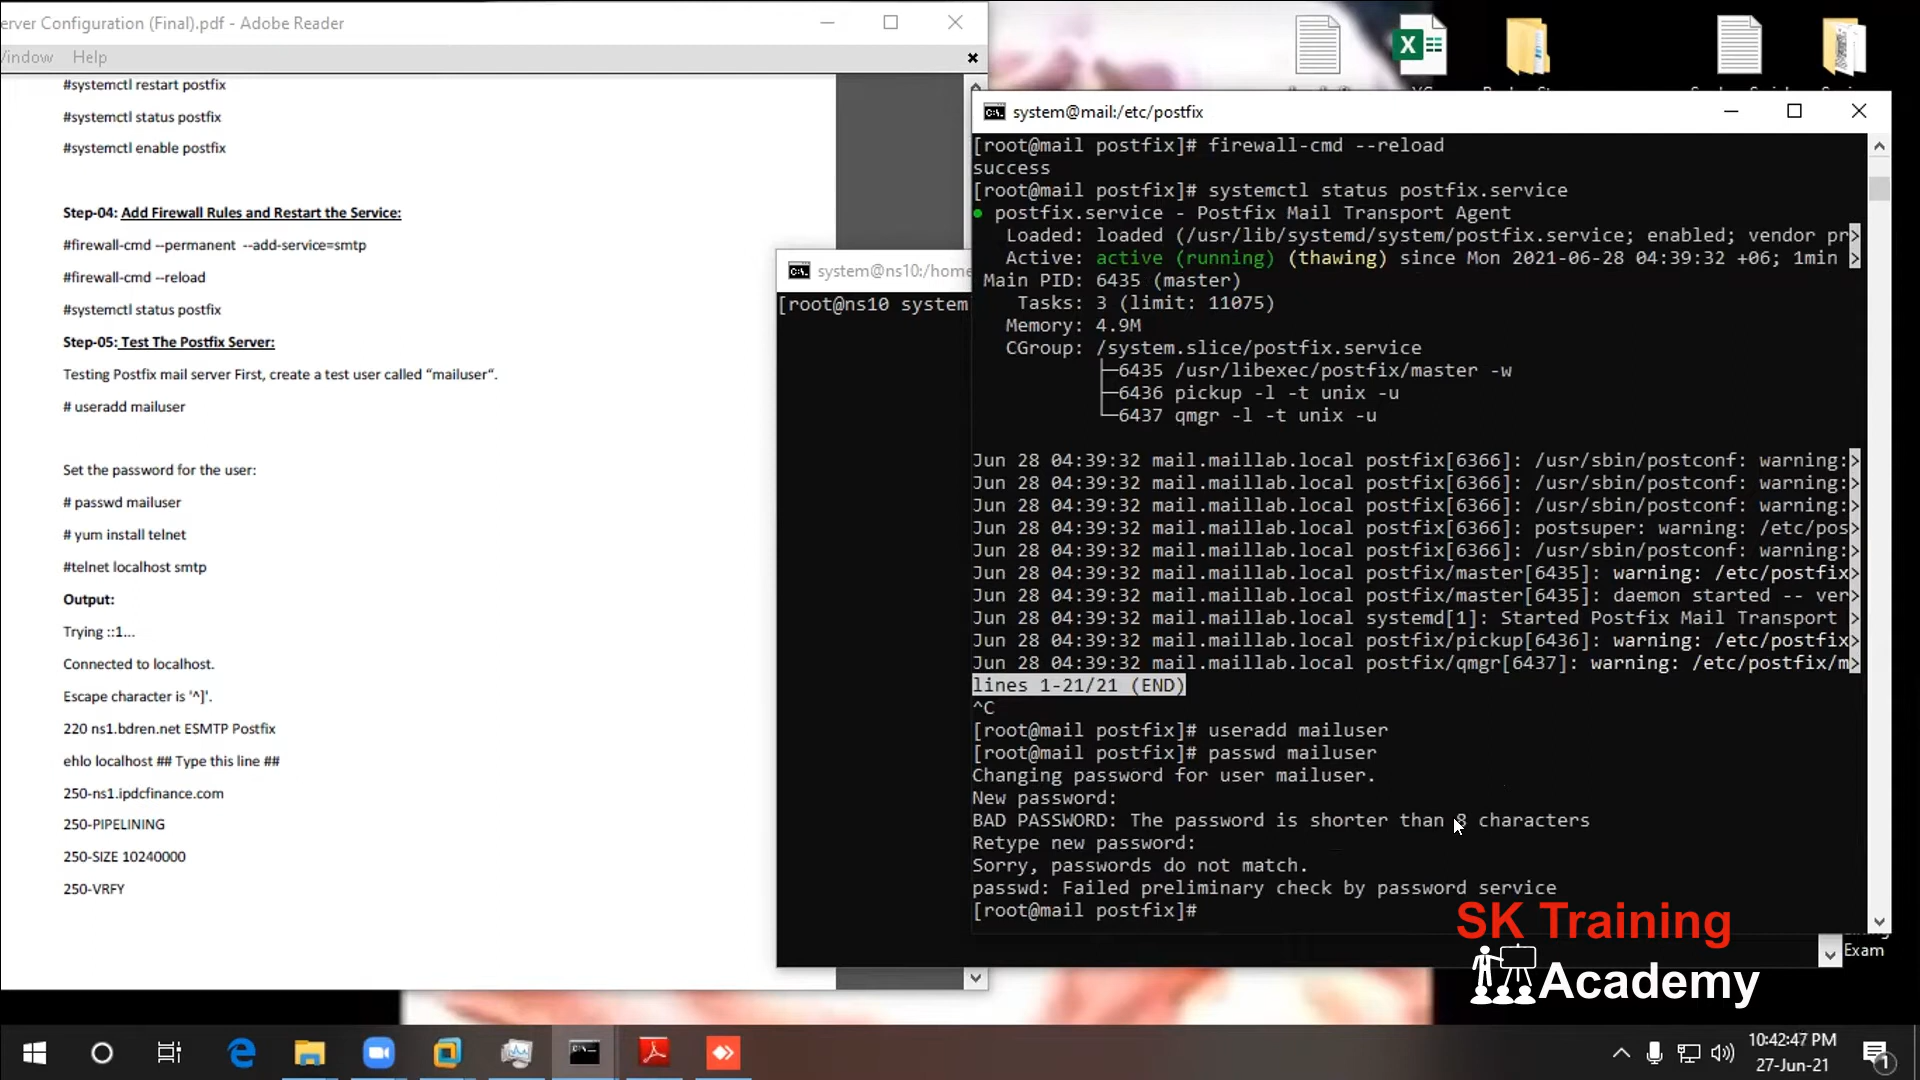 erver Configuration (Final).pdf - Adobe Reader
Window Help
#systemctl restart postfix
#systemctl status postfix
#systemctl enable postfix
Step-04: Add Firewall Rules and Restart the Service:
#firewall-cmd --permanent --add-service=smtp
#firewall-cmd --reload
#systemctl status postfix
Step-05: Test The Postfix Server:
Testing Postfix mail server First, create a test user called “mailuser“.
# useradd mailuser
Set the password for the user:
# passwd mailuser
# yum install telnet
#telnet localhost smtp
Output:
Trying ::1...
Connected to localhost.
Escape character is '^]'.
220 ns1.bdren.net ESMTP Postfix
ehlo localhost ## Type this line ##
250-ns1.ipdcfinance.com
250-PIPELINING
250-SIZE 10240000
250-VRFY
system@ns10:/home
[root@ns10 system
system@mail:/etc/postfix
[root@mail postfix]# firewall-cmd --reload
success
[root@mail postfix]# systemctl status postfix.service
● postfix.service - Postfix Mail Transport Agent
Loaded: loaded (/usr/lib/systemd/system/postfix.service; enabled; vendor pr>
Active: active (running) (thawing) since Mon 2021-06-28 04:39:32 +06; 1min >
Main PID: 6435 (master)
Tasks: 3 (limit: 11075)
Memory: 4.9M
CGroup: /system.slice/postfix.service
├─6435 /usr/libexec/postfix/master -w
├─6436 pickup -l -t unix -u
└─6437 qmgr -l -t unix -u
Jun 28 04:39:32 mail.maillab.local postfix[6366]: /usr/sbin/postconf: warning:>
Jun 28 04:39:32 mail.maillab.local postfix[6366]: /usr/sbin/postconf: warning:>
Jun 28 04:39:32 mail.maillab.local postfix[6366]: /usr/sbin/postconf: warning:>
Jun 28 04:39:32 mail.maillab.local postfix[6366]: postsuper: warning: /etc/pos>
Jun 28 04:39:32 mail.maillab.local postfix[6366]: /usr/sbin/postconf: warning:>
Jun 28 04:39:32 mail.maillab.local postfix/master[6435]: warning: /etc/postfix>
Jun 28 04:39:32 mail.maillab.local postfix/master[6435]: daemon started -- ver>
Jun 28 04:39:32 mail.maillab.local systemd[1]: Started Postfix Mail Transport >
Jun 28 04:39:32 mail.maillab.local postfix/pickup[6436]: warning: /etc/postfix>
Jun 28 04:39:32 mail.maillab.local postfix/qmgr[6437]: warning: /etc/postfix/m>
lines 1-21/21 (END)
^C
[root@mail postfix]# useradd mailuser
[root@mail postfix]# passwd mailuser
Changing password for user mailuser.
New password:
BAD PASSWORD: The password is shorter than 8 characters
Retype new password:
Sorry, passwords do not match.
passwd: Failed preliminary check by password service
[root@mail postfix]#
Exam
SK Training
Academy
10:42:47 PM
27-Jun-21
1